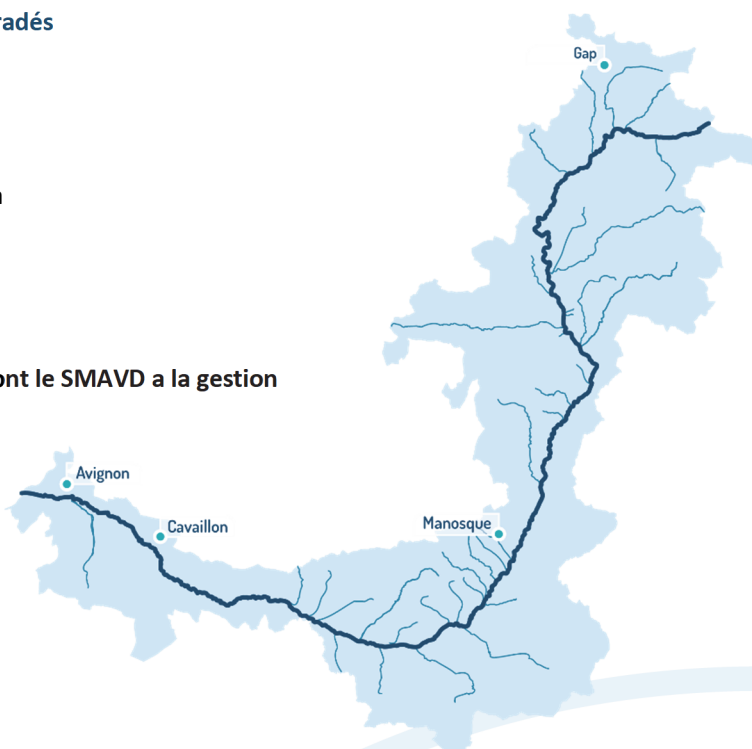 radés
Gap
a
ont le SMAVD a la gestion
Avignon
Cavaillon
Manosque